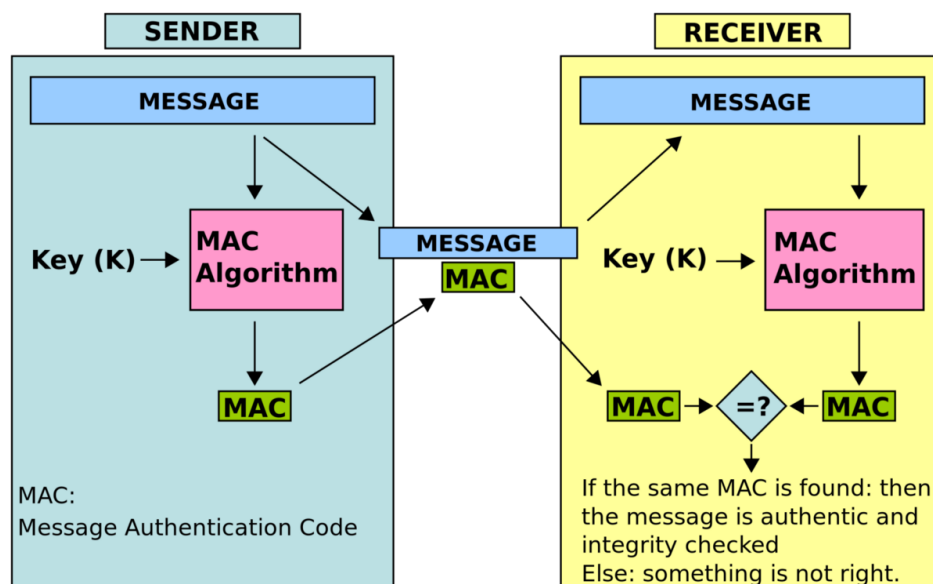 SENDER
RECEIVER
MESSAGE
MESSAGE
MAC
Algorithm
Key (K)
MESSAGE
MAC
MAC
Algorithm
Key (K)
MAC
MAC
=?
MAC
MAC:
Message Authentication Code
If the same MAC is found: then
the message is authentic and
integrity checked
Else: something is not right.